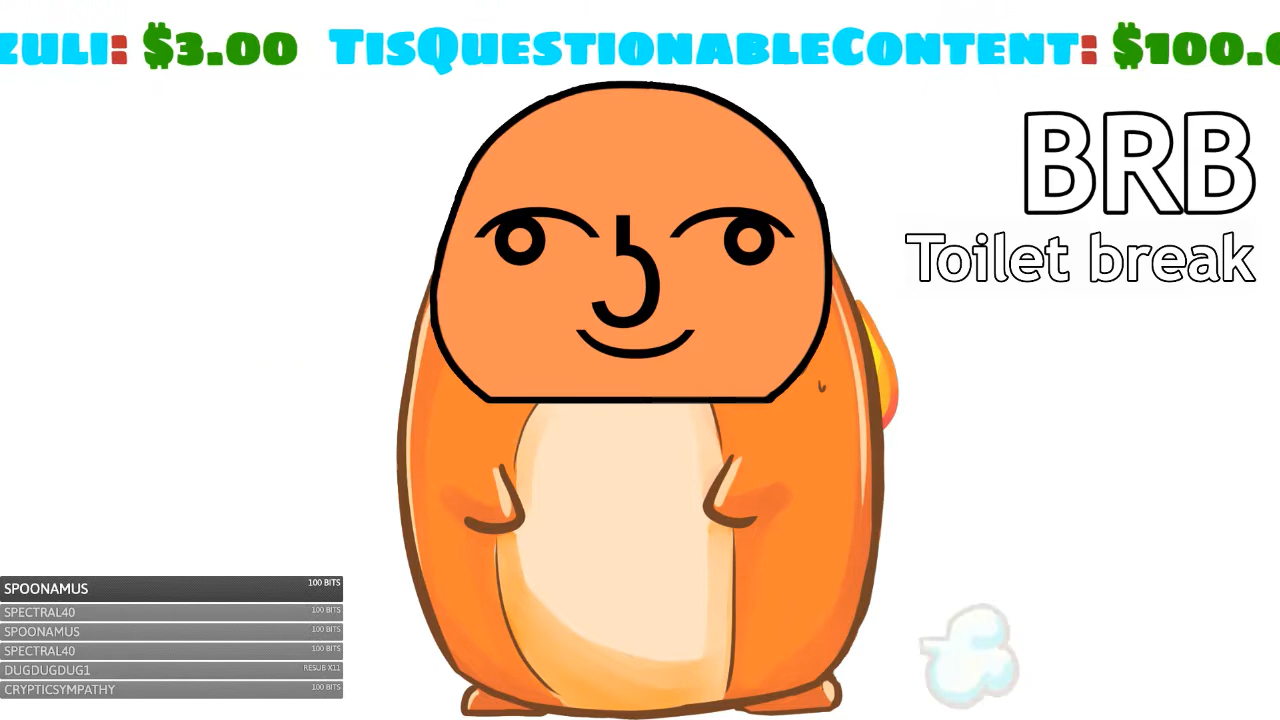 ZULI: $3.00 TISQUESTIONABLECONTENT: $100.
BRB
Toilet break
SPOONAMUS 100 BITS
SPECTRAL40 100 BITS
SPOONAMUS 100 BITS
SPECTRAL40 100 BITS
DUGDUGDUG1 RESUB X11
CRYPTICSYMPATHY 100 BITS